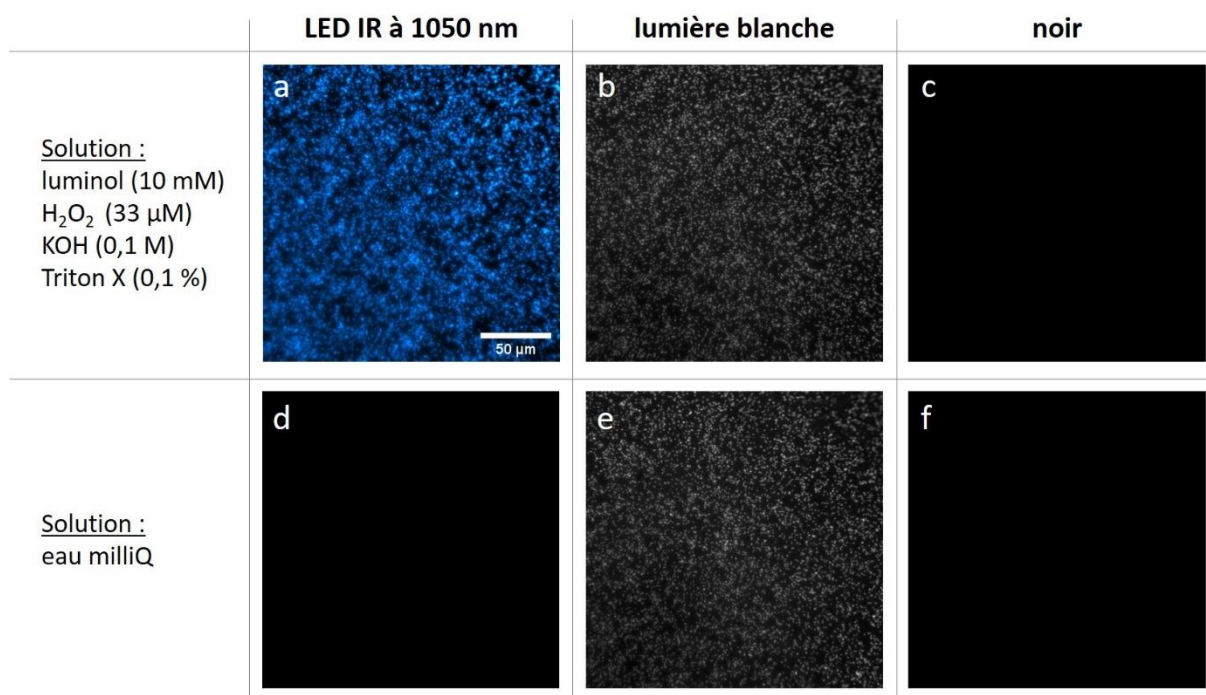 LED IR à 1050 nm
lumière blanche
noir
a
b
c
Solution :
luminol (10 mM)
H₂O₂ (33 µM)
KOH (0,1 M)
Triton X (0,1 %)
50 µm
d
e
f
Solution :
eau milliQ